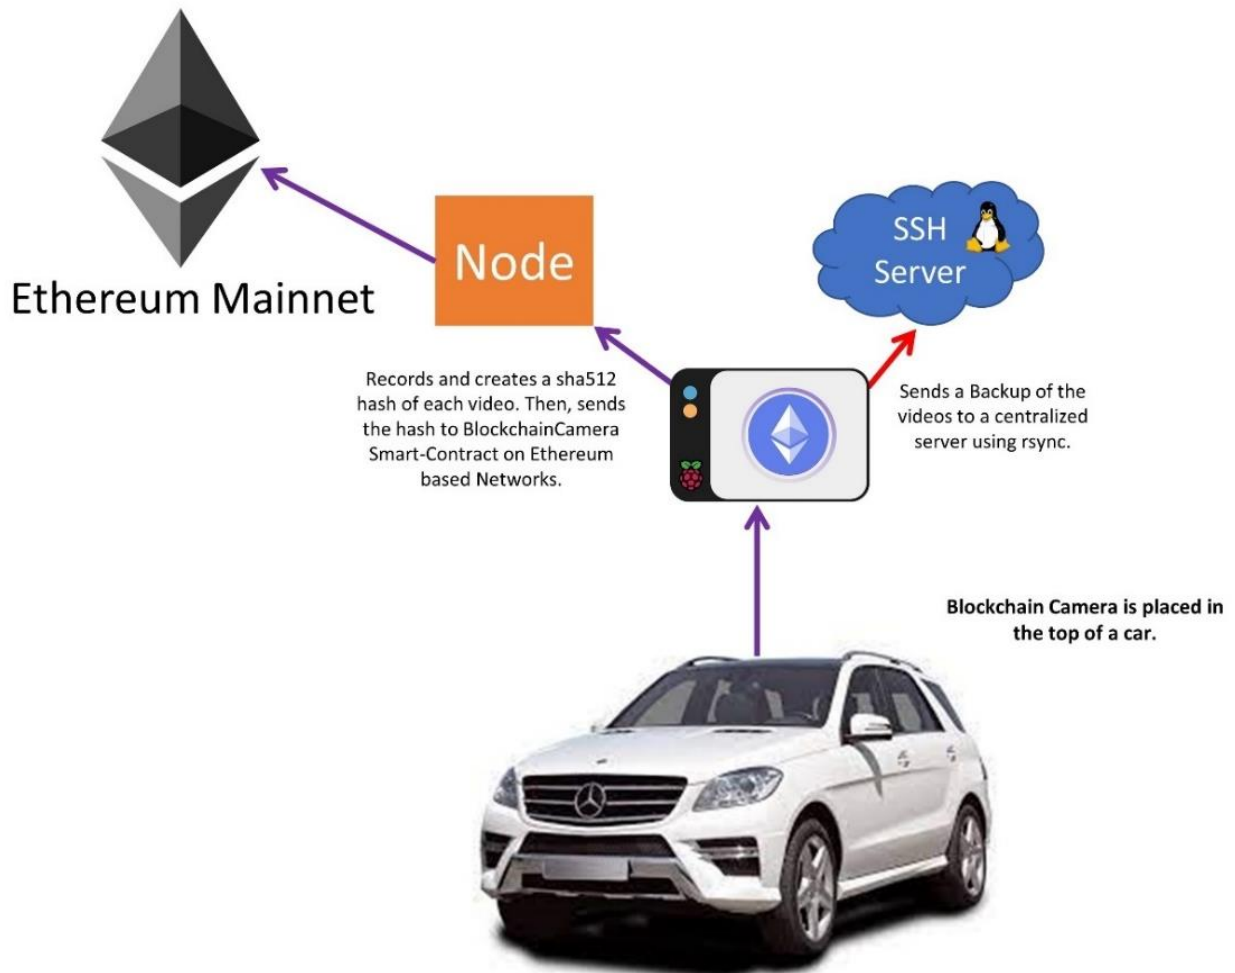 Ethereum Mainnet
Node
SSH
Server
Records and creates a sha512
hash of each video. Then, sends
the hash to BlockchainCamera
Smart-Contract on Ethereum
based Networks.
Sends a Backup of the
videos to a centralized
server using rsync.
Blockchain Camera is placed in
the top of a car.